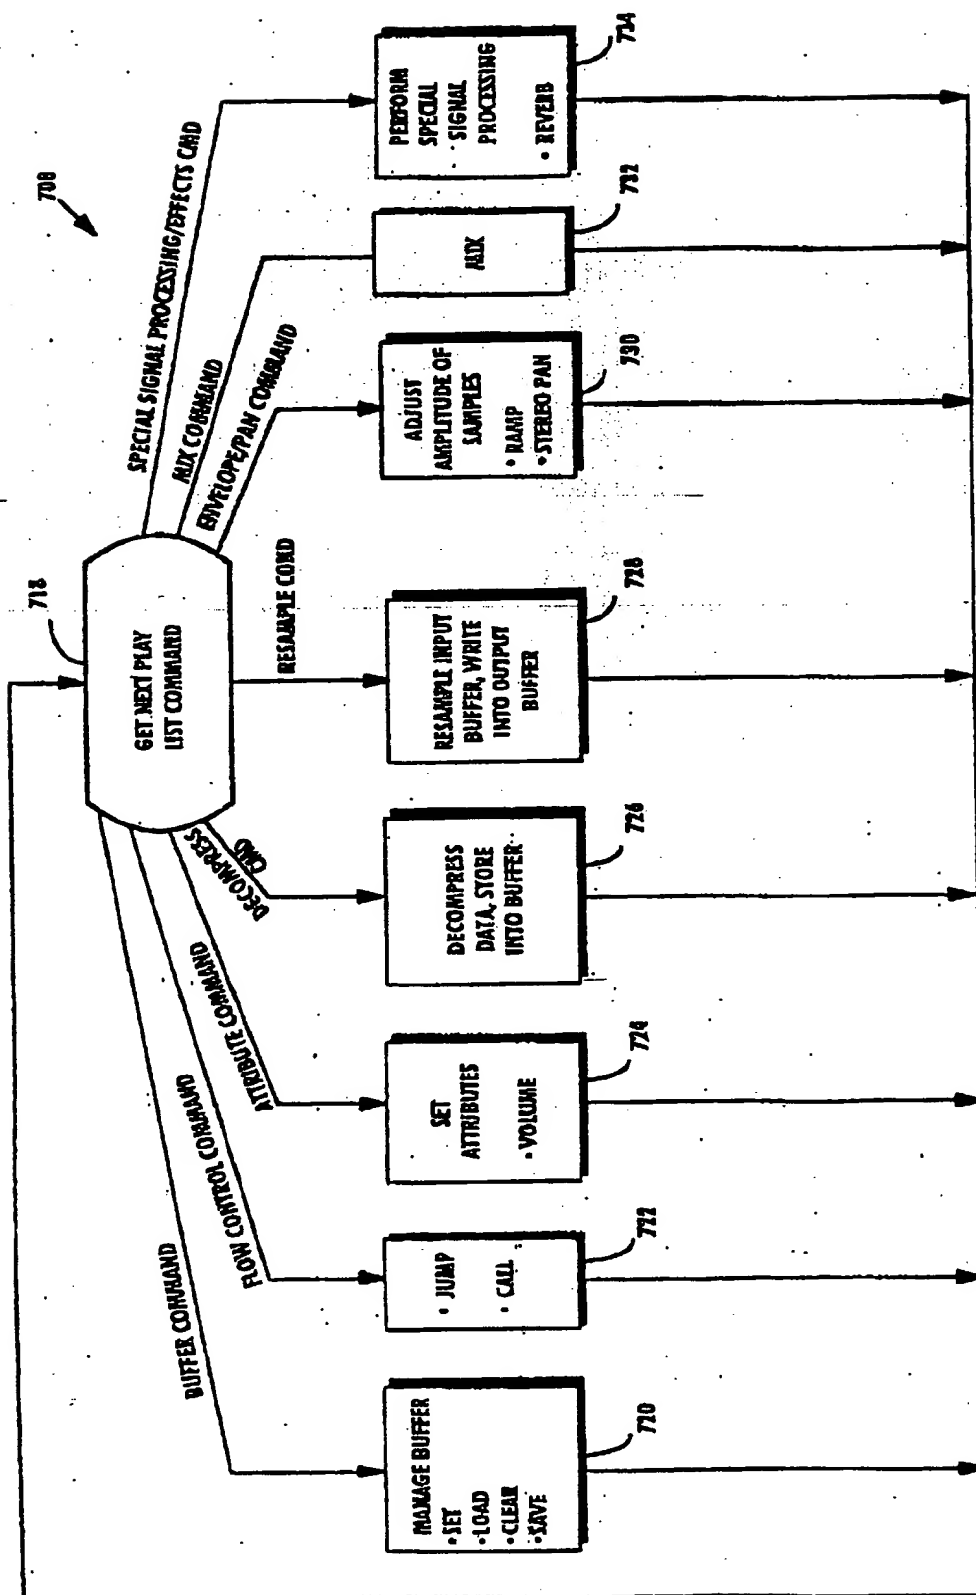 708
718
GET NEXT PLAY
LIST COMMAND
BUFFER COMMAND
FLOW CONTROL COMMAND
ATTRIBUTE COMMAND
DECOMPRESS
CMD
RESAMPLE COMD
ENVELOPE/PAN COMMAND
MIX COMMAND
SPECIAL SIGNAL PROCESSING/EFFECTS CMD
MANAGE BUFFER
• SET
• LOAD
• CLEAR
• SAVE
720
• JUMP
• CALL
722
SET
ATTRIBUTES
• VOLUME
724
DECOMPRESS
DATA, STORE
INTO BUFFER
726
RESAMPLE INPUT
BUFFER, WRITE
INTO OUTPUT
BUFFER
728
ADJUST
AMPLITUDE OF
SAMPLES
• RAMP
• STEREO PAN
730
MIX
732
PERFORM
SPECIAL
SIGNAL
PROCESSING
• REVERB
734